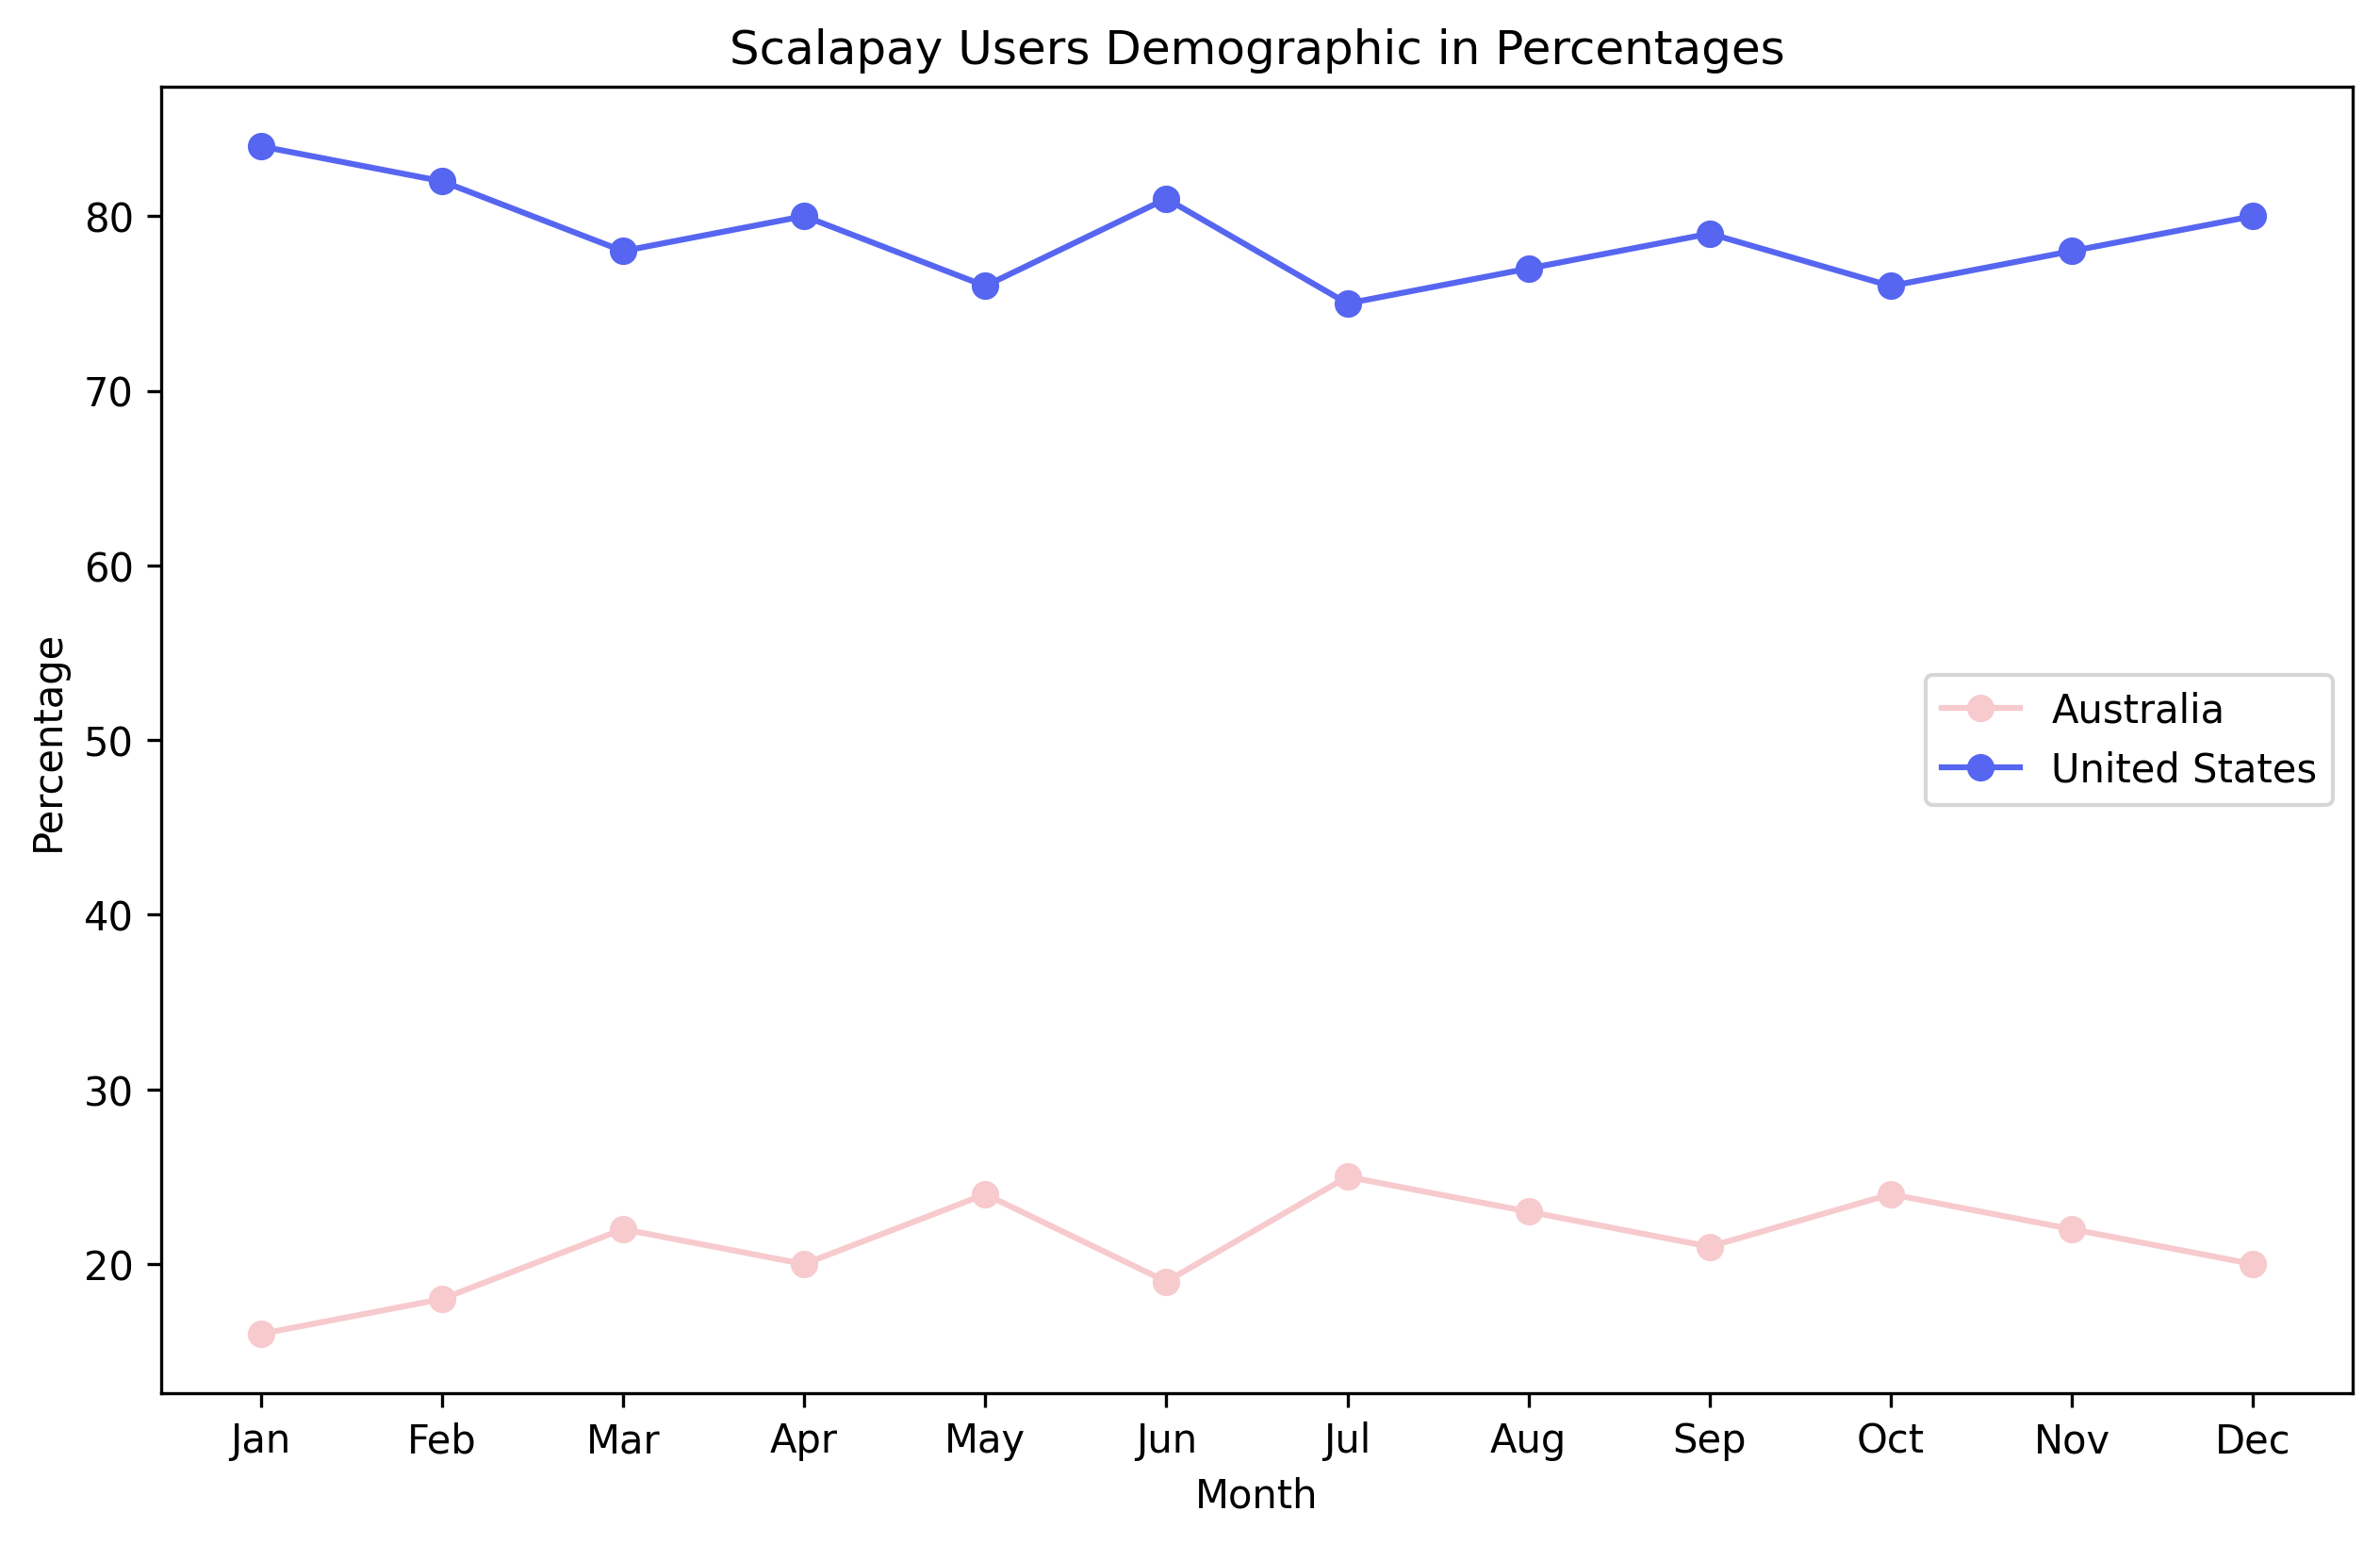 Scalapay Users Demographic in Percentages
Percentage
80
70
60
50
40
30
20
Australia
United States
Jan Feb Mar Apr May Jun Jul Aug Sep Oct Nov Dec
Month